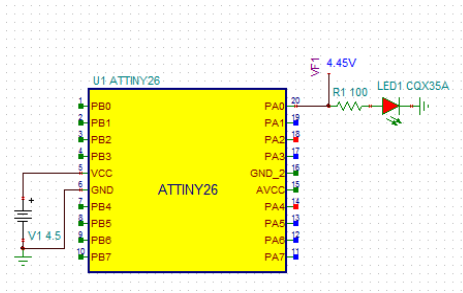 VF1
4.45V
U1 ATTINY26
R1 100
LED1 CQX35A
1 PB0 PA0 20
2 PB1 PA1 19
3 PB2 PA2 18
4 PB3 PA3 17
5 VCC GND_2 16
6 GND AVCC 15
ATTINY26
7 PB4 PA4 14
8 PB5 PA5 13
9 PB6 PA6 12
10 PB7 PA7 11
+
V1 4.5